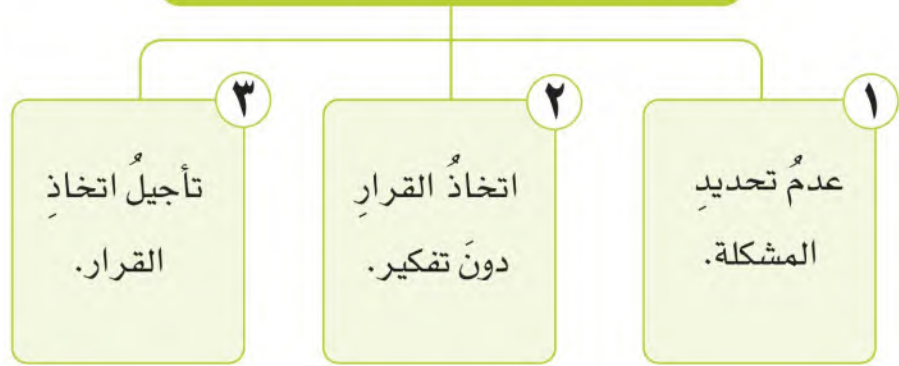 ١
عدمُ تحديدِ
المشكلة.
٢
اتخاذُ القرارِ
دونَ تفكير.
٣
تأجيلُ اتخاذِ
القرار.